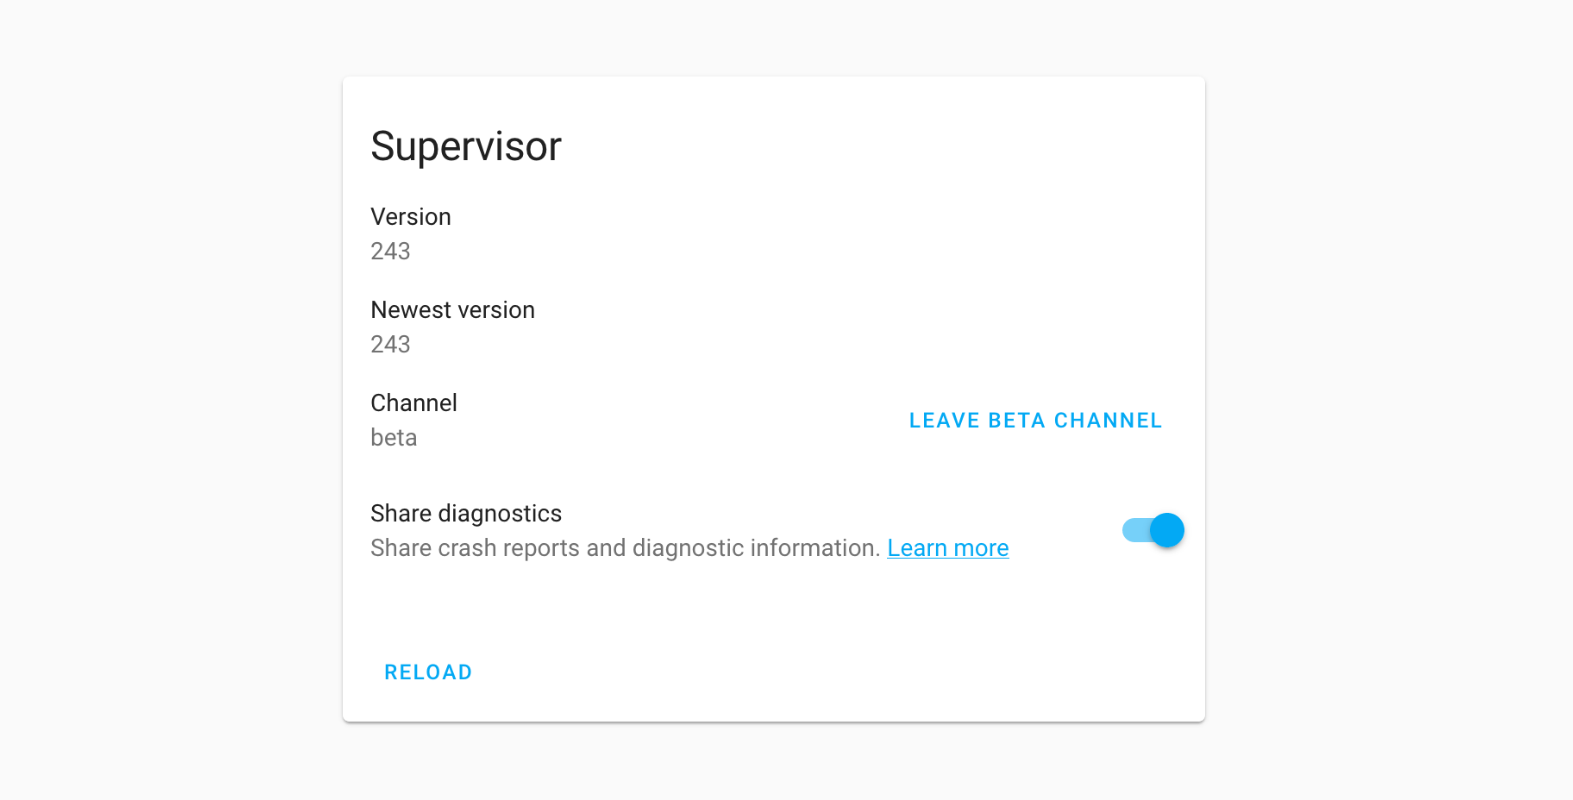 Supervisor
Version
243
Newest version
243
Channel
beta
LEAVE BETA CHANNEL
Share diagnostics
Share crash reports and diagnostic information. Learn more
RELOAD